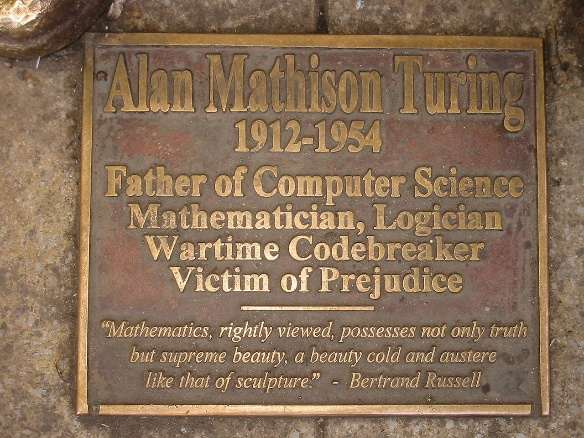 Alan Mathison Turing
1912-1954
Father of Computer Science
Mathematician, Logician
Wartime Codebreaker
Victim of Prejudice
“Mathematics, rightly viewed, possesses not only truth
but supreme beauty, a beauty cold and austere
like that of sculpture.” - Bertrand Russell